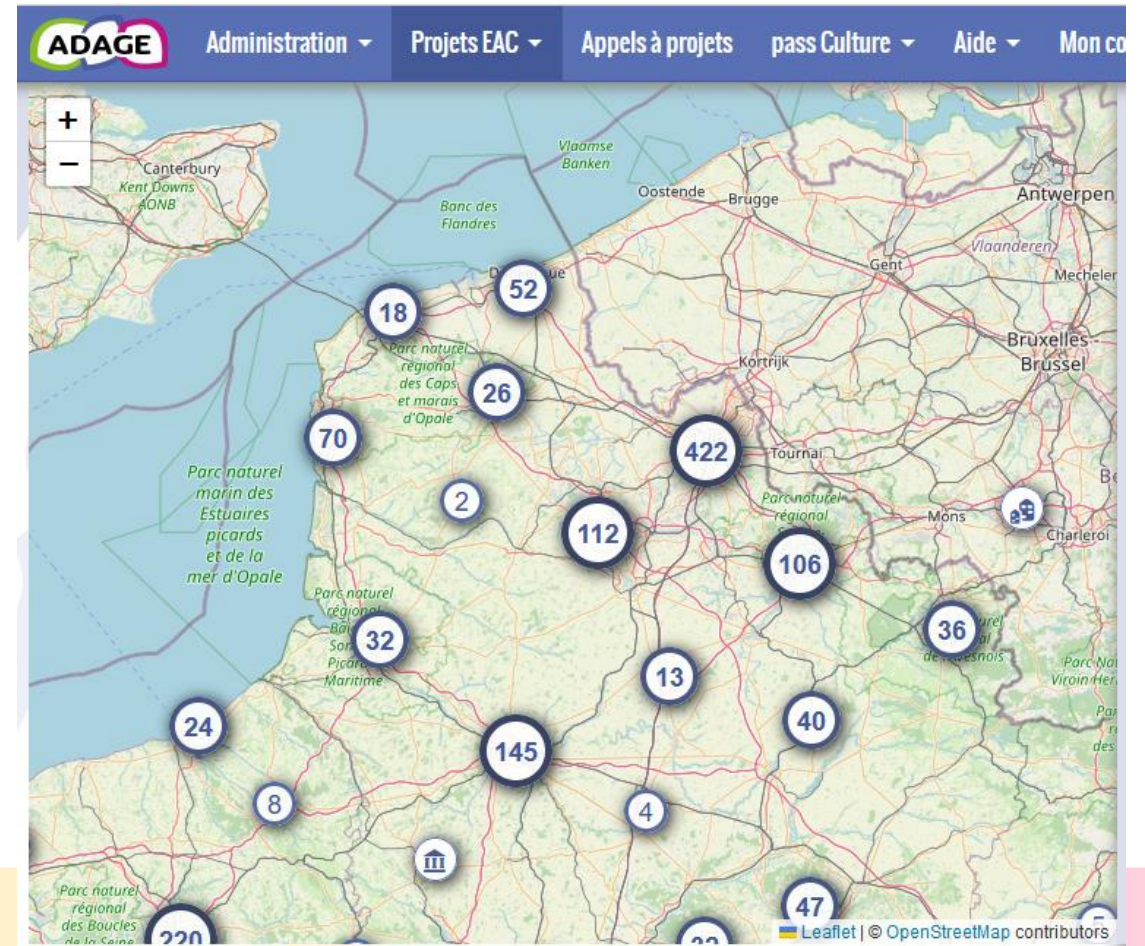 ADAGE
Administration
Projets EAC
Appels à projets
pass Culture
Aide
Mon co
+
−
Canterbury
Kent Downs
AONB
Vlaamse
Banken
Banc des
Flandres
Oostende
Brugge
Antwerpen
Vlaanderen
Gent
Mechelen
52
18
Parc naturel
régional
des Caps
et marais
d'Opale
26
Kortrijk
Bruxelles -
Brussel
70
422
Tournai
Parc naturel
marin des
Estuaires
picards
et de la
mer d'Opale
2
112
Parc naturel
régional
106
Mons
Charleroi
Parc naturel
régional
32
Picar
Maritime
36
13
40
24
145
8
4
Parc naturel
régional
des Boucles
de la Seine
220
47
Leaflet | © OpenStreetMap contributors